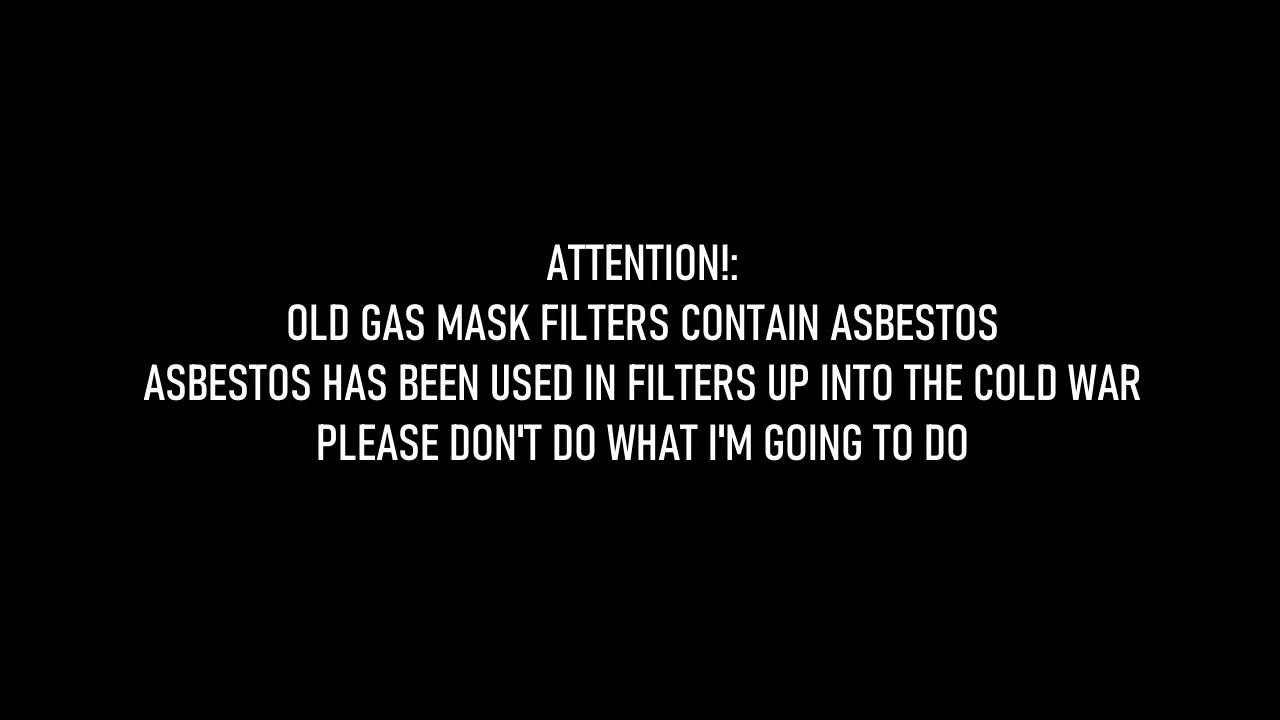 ATTENTION!:
OLD GAS MASK FILTERS CONTAIN ASBESTOS
ASBESTOS HAS BEEN USED IN FILTERS UP INTO THE COLD WAR
PLEASE DON'T DO WHAT I'M GOING TO DO